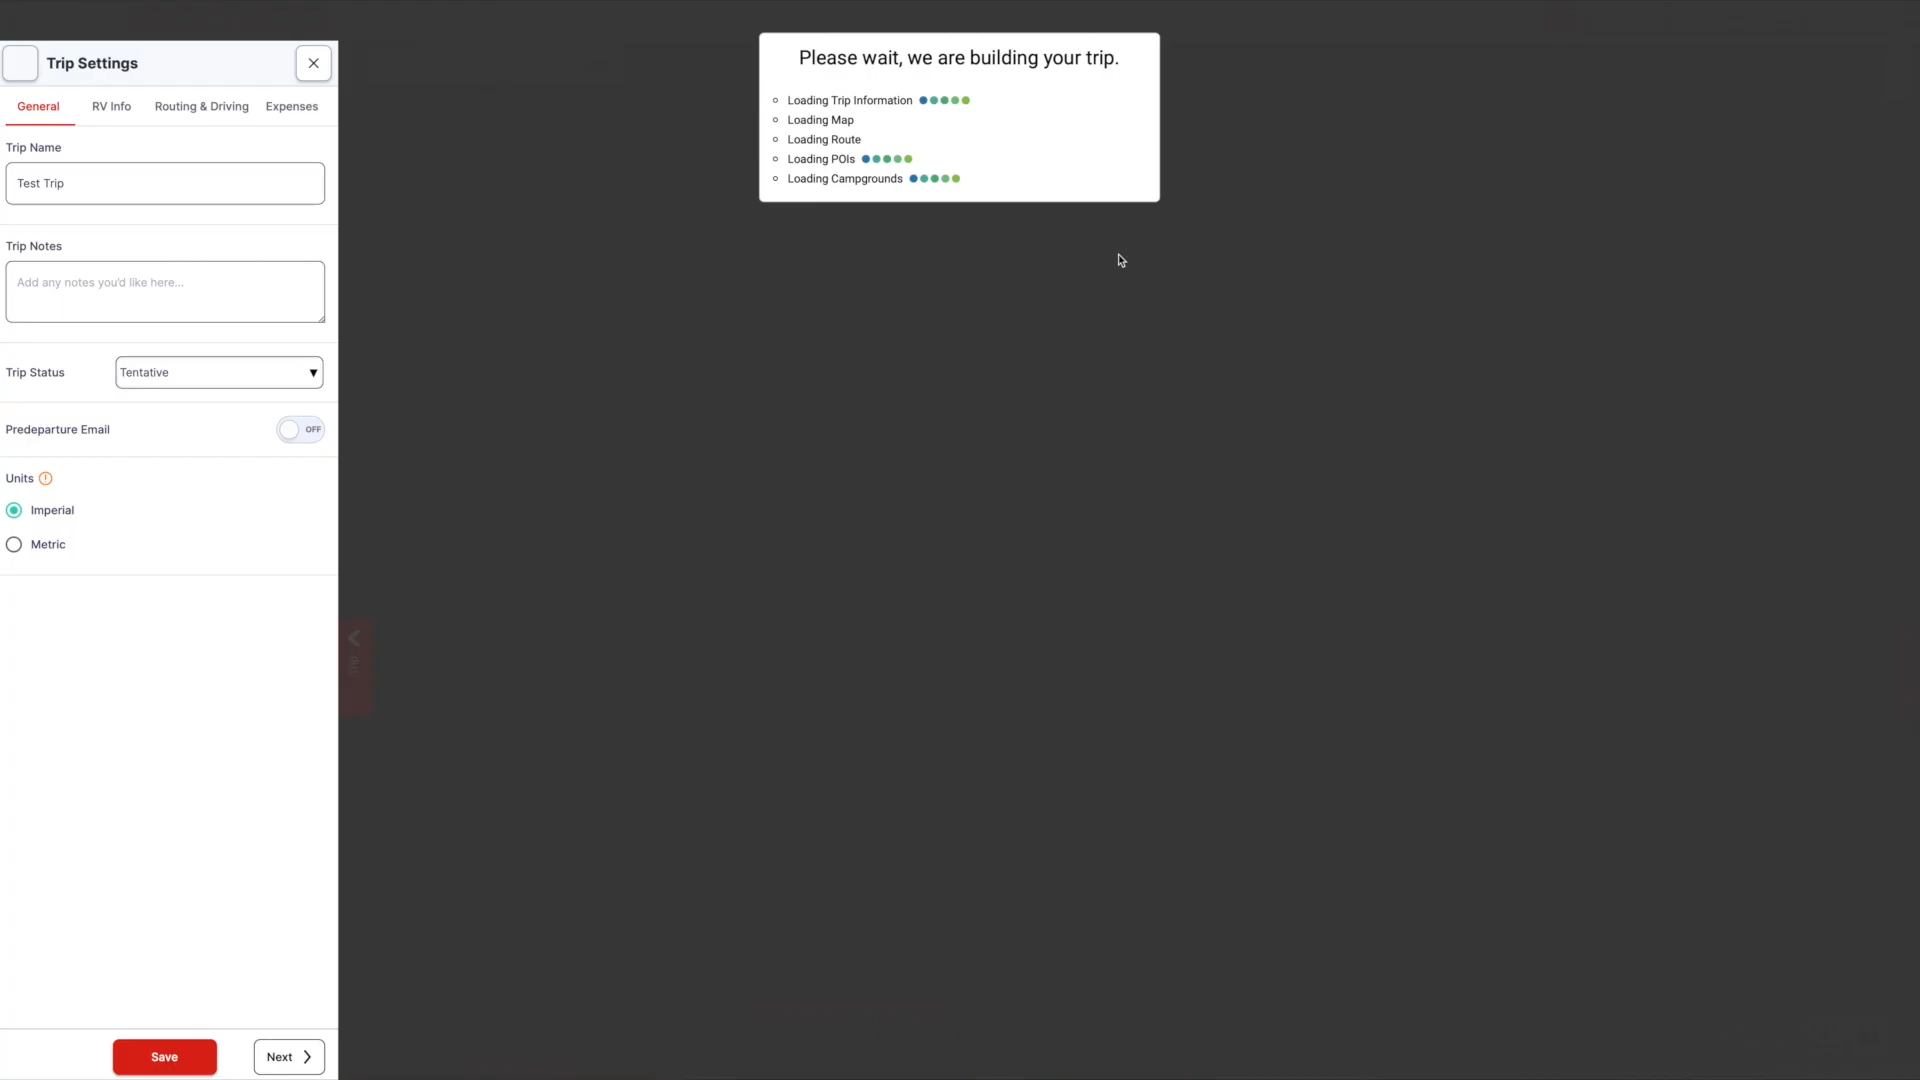 Please wait, we are building your trip.
Loading Trip Information
Loading Map
Loading Route
Loading POIs
Loading Campgrounds
Trip Settings
General RV Info Routing & Driving Expenses
Trip Name
Test Trip
Trip Notes
Add any notes you'd like here...
Trip Status Tentative
Predeparture Email OFF
Units
Imperial
Metric
Save Next